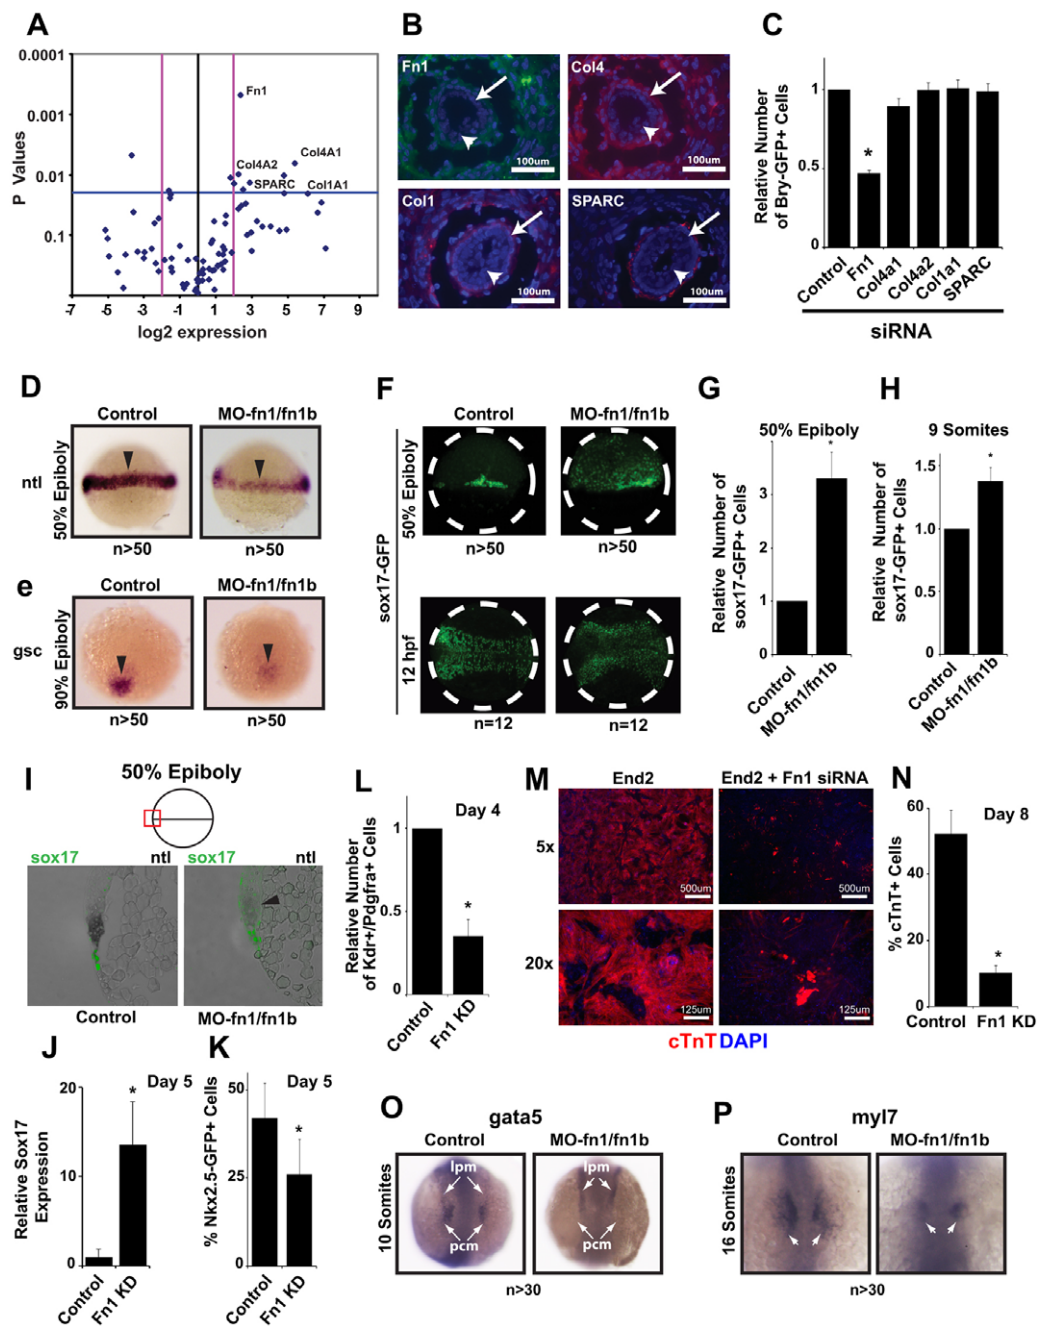 A
P Values
0.0001
0.001
0.01
0.1
Fn1
Col4A1
Col4A2
SPARC
Col1A1
-7
-5
-3
-1
1
3
5
7
9
log2 expression
B
Fn1
100um
Col4
100um
Col1
100um
SPARC
100um
C
Relative Number
of Bry-GFP+ Cells
1
0.5
0
Control
Fn1
Col4a1
Col4a2
Col1a1
SPARC
*
siRNA
D
Control
MO-fn1/fn1b
ntl
50% Epiboly
n>50
n>50
e
Control
MO-fn1/fn1b
gsc
90% Epiboly
n>50
n>50
F
Control
MO-fn1/fn1b
sox17-GFP
50% Epiboly
n>50
n>50
12 hpf
n=12
n=12
G
50% Epiboly
Relative Number of
sox17-GFP+ Cells
3
2
1
0
*
Control
MO-fn1/fn1b
H
9 Somites
Relative Number of
sox17-GFP+ Cells
1.5
1.0
0.5
0
*
Control
MO-fn1/fn1b
I
50% Epiboly
sox17 ntl
sox17 ntl
Control
MO-fn1/fn1b
J
Day 5
Relative Sox17
Expression
20
10
0
*
Control
Fn1 KD
K
Day 5
% Nkx2.5-GFP+ Cells
50
25
0
*
Control
Fn1 KD
L
Day 4
Relative Number
of Kdr+/Pdgfra+ Cells
1
0.5
0
*
Control
Fn1 KD
M
End2
End2 + Fn1 siRNA
5x
500um
500um
20x
125um
125um
cTnT DAPI
N
Day 8
% cTnT+ Cells
60
40
20
0
*
Control
Fn1 KD
O
gata5
Control
MO-fn1/fn1b
10 Somites
lpm
pcm
lpm
pcm
n>30
P
myl7
Control
MO-fn1/fn1b
16 Somites
n>30